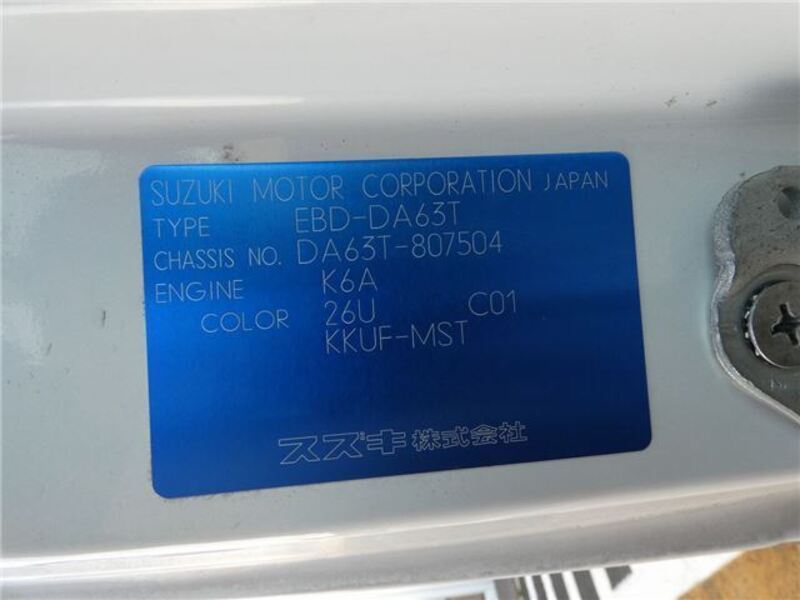 SUZUKI MOTOR CORPORATION JAPAN
TYPE EBD-DA63T
CHASSIS NO. DA63T-807504
ENGINE K6A
COLOR 26U C01
KKUF-MST
スズキ株式会社